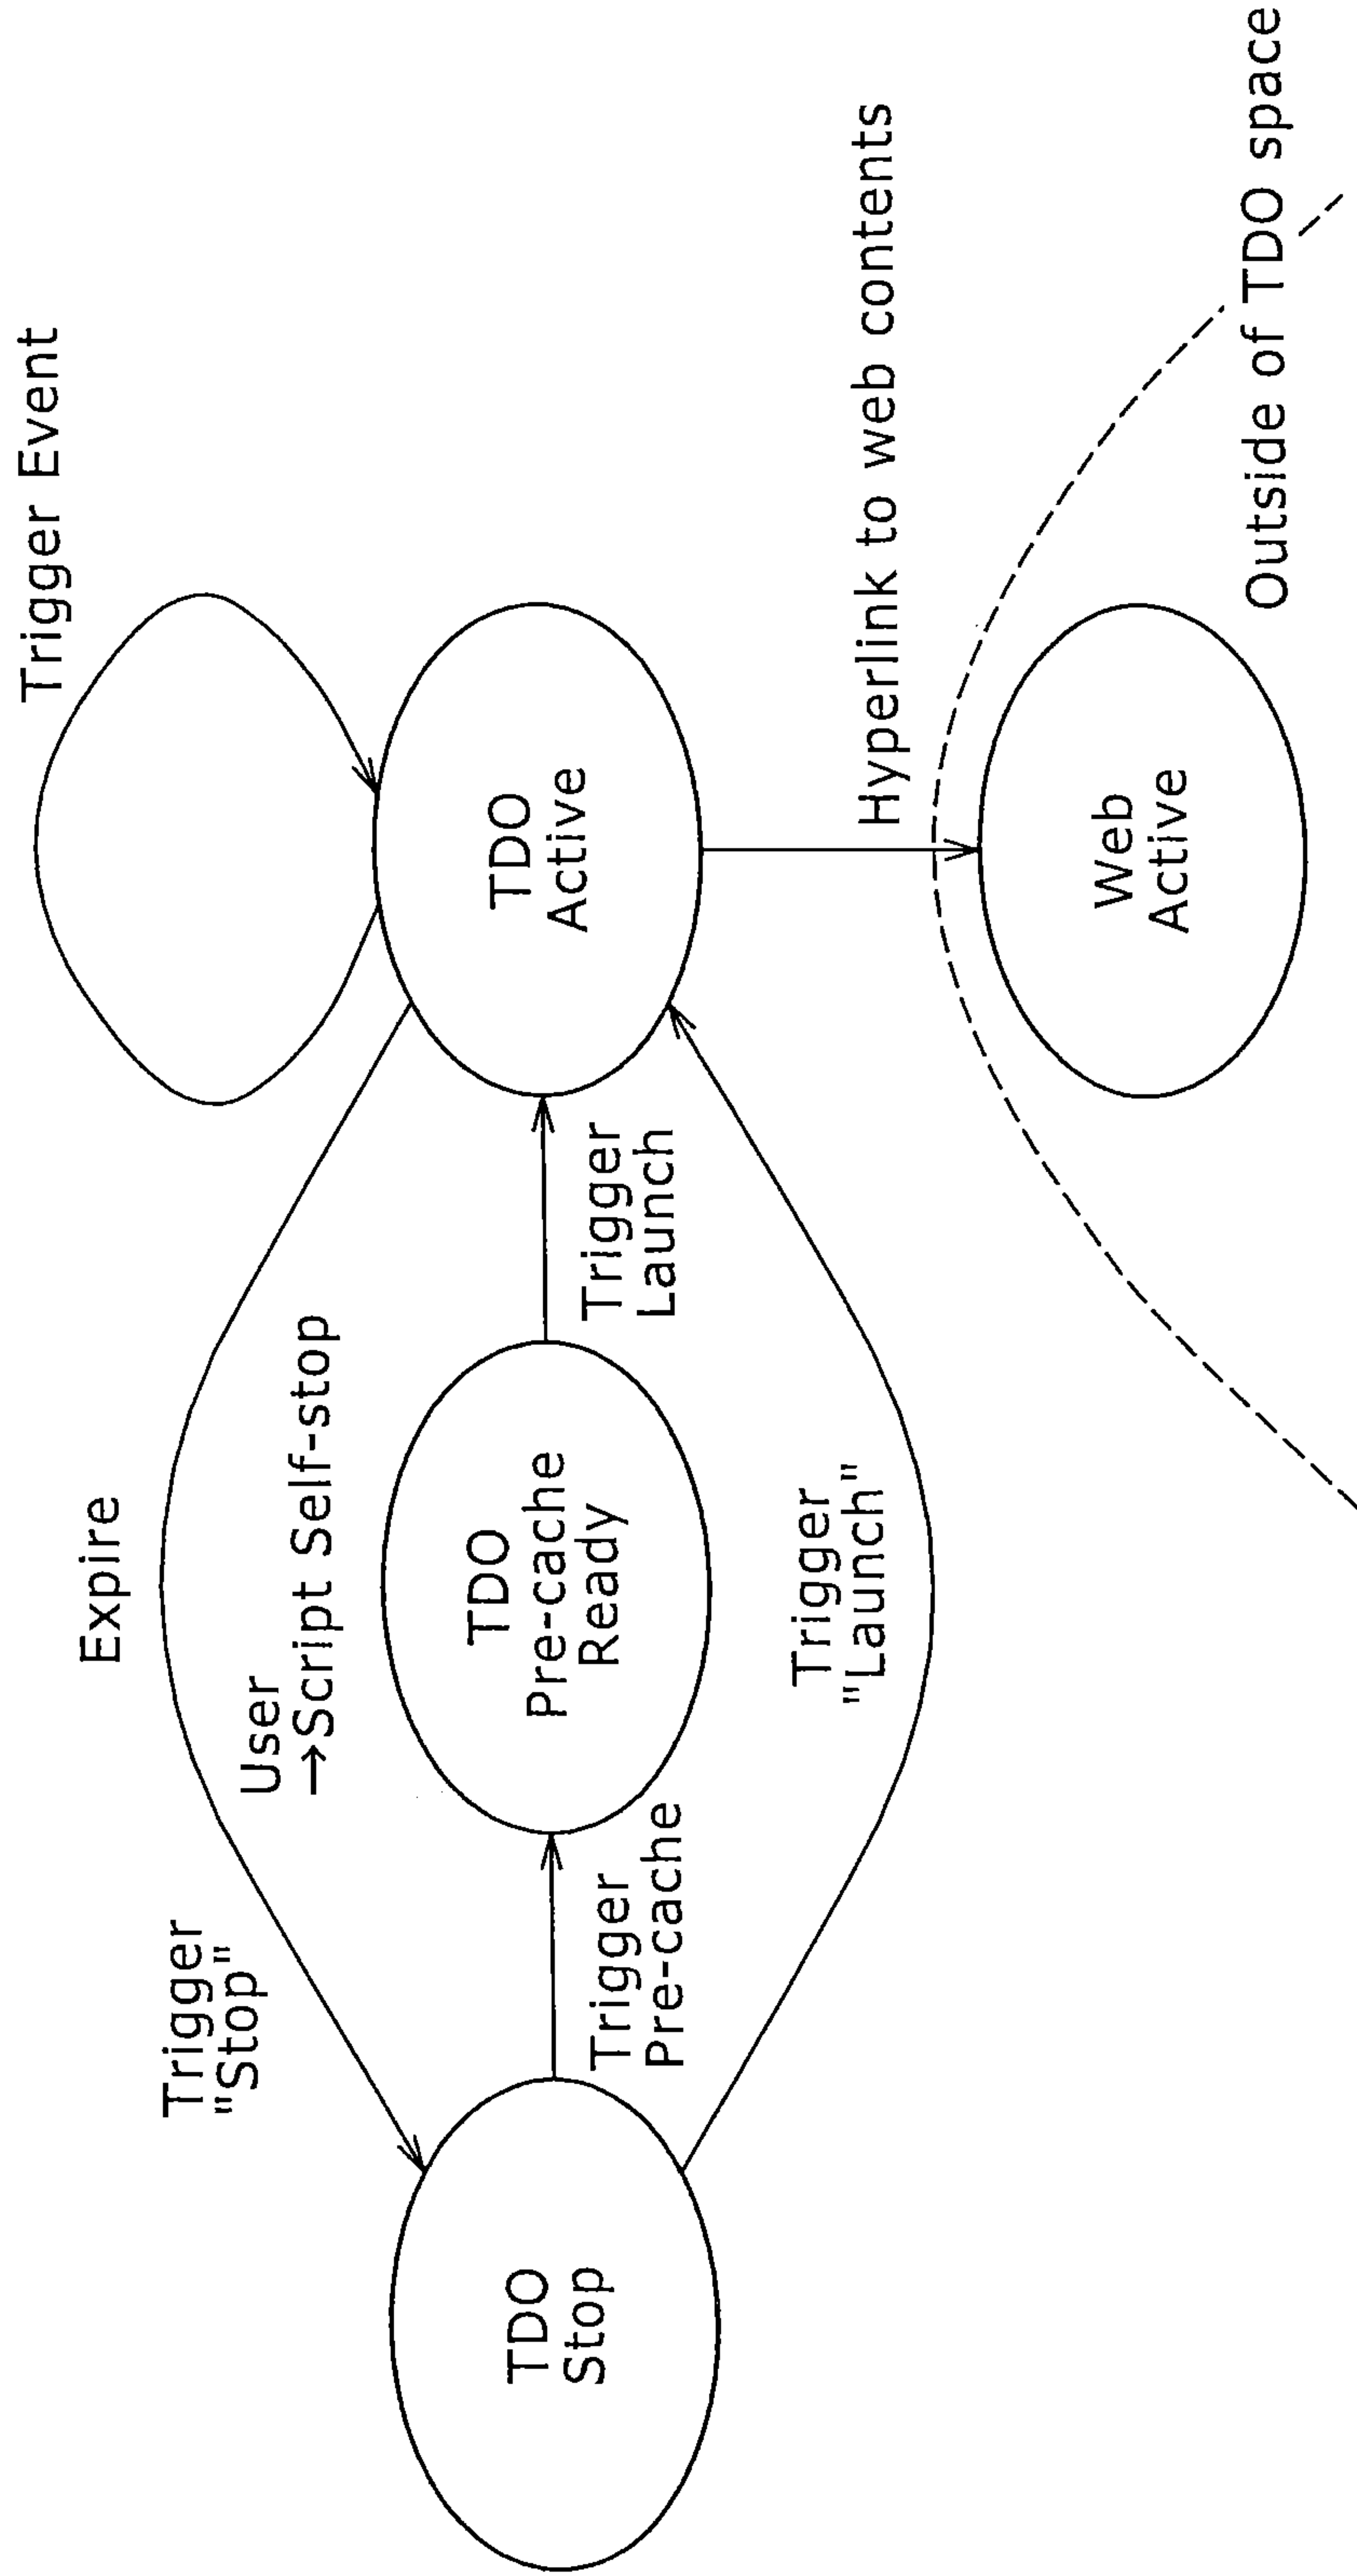 Trigger Event
Expire
Trigger
"Stop"
User
→Script Self-stop
TDO
Stop
Trigger
Pre-cache
TDO
Pre-cache
Ready
Trigger
Launch
TDO
Active
Trigger
"Launch"
Hyperlink to web contents
Web
Active
Outside of TDO space